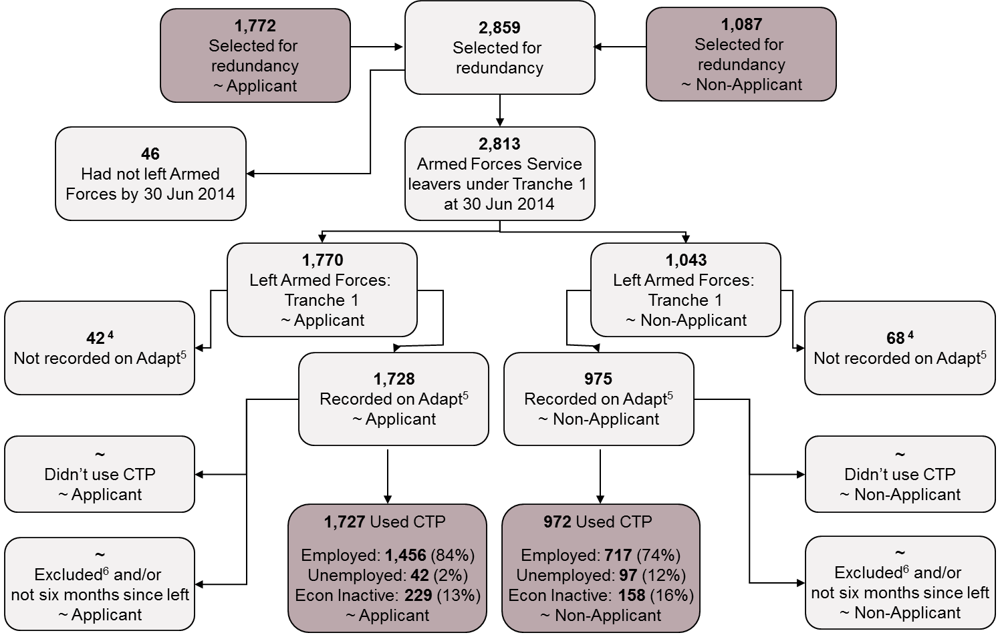 1,772
Selected for
redundancy
~ Applicant
2,859
Selected for
redundancy
1,087
Selected for
redundancy
~ Non-Applicant
46
Had not left Armed
Forces by 30 Jun 2014
2,813
Armed Forces Service
leavers under Tranche 1
at 30 Jun 2014
1,770
Left Armed Forces:
Tranche 1
~ Applicant
1,043
Left Armed Forces:
Tranche 1
~ Non-Applicant
42 4
Not recorded on Adapt5
68 4
Not recorded on Adapt5
1,728
Recorded on Adapt5
~ Applicant
975
Recorded on Adapt5
~ Non-Applicant
~
Didn’t use CTP
~ Applicant
~
Didn’t use CTP
~ Non-Applicant
1,727 Used CTP
Employed: 1,456 (84%)
Unemployed: 42 (2%)
Econ Inactive: 229 (13%)
~ Applicant
972 Used CTP
Employed: 717 (74%)
Unemployed: 97 (12%)
Econ Inactive: 158 (16%)
~ Non-Applicant
~
Excluded6 and/or
not six months since left
~ Applicant
~
Excluded6 and/or
not six months since left
~ Non-Applicant